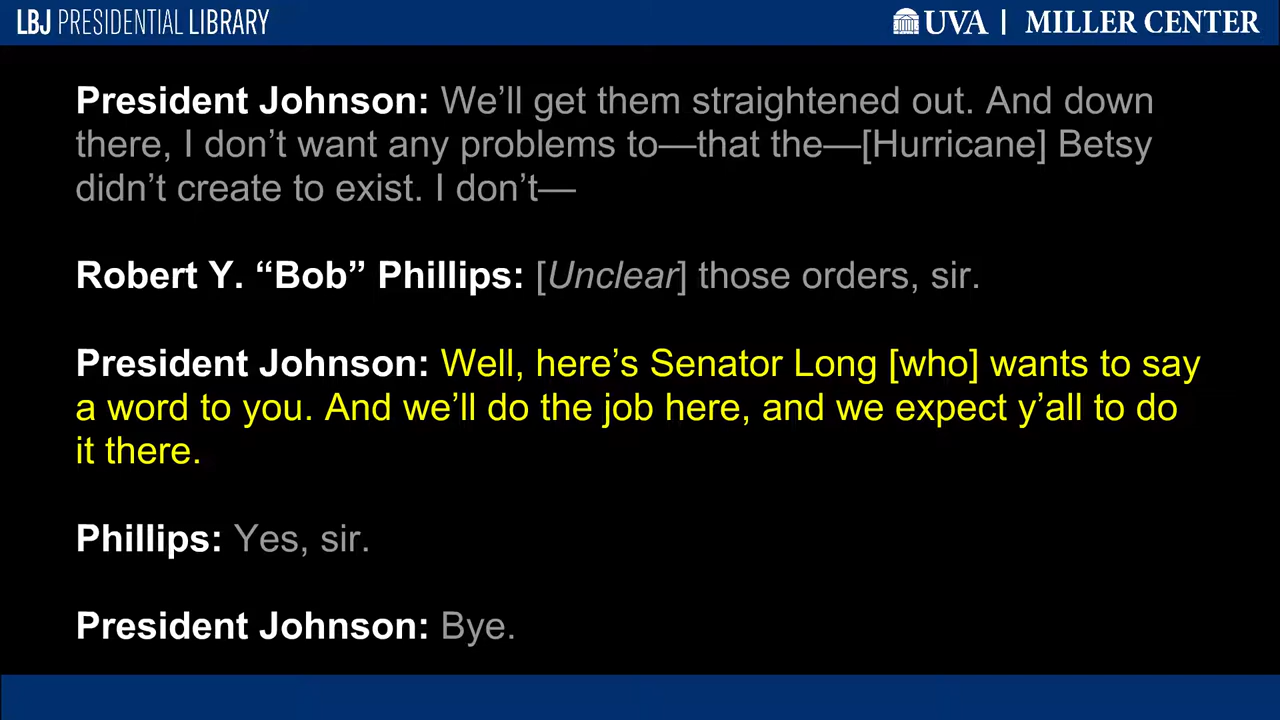 LBJ PRESIDENTIAL LIBRARY
UVA | MILLER CENTER
President Johnson: We’ll get them straightened out. And down
there, I don’t want any problems to—that the—[Hurricane] Betsy
didn’t create to exist. I don’t—
Robert Y. “Bob” Phillips: [Unclear] those orders, sir.
President Johnson: Well, here’s Senator Long [who] wants to say
a word to you. And we’ll do the job here, and we expect y’all to do
it there.
Phillips: Yes, sir.
President Johnson: Bye.